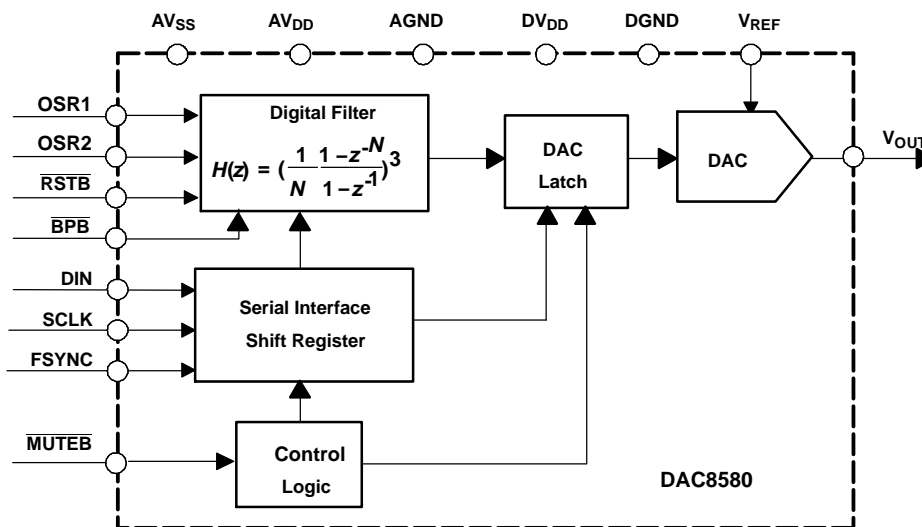 AVSS AVDD AGND DVDD DGND VREF
OSR1
OSR2
RSTB
BPB
Digital Filter
H(z) = (1/N 1−z^-N/1−z^-1)^3
DAC
Latch
DAC
VOUT
DIN
SCLK
FSYNC
Serial Interface
Shift Register
MUTEB
Control
Logic
DAC8580